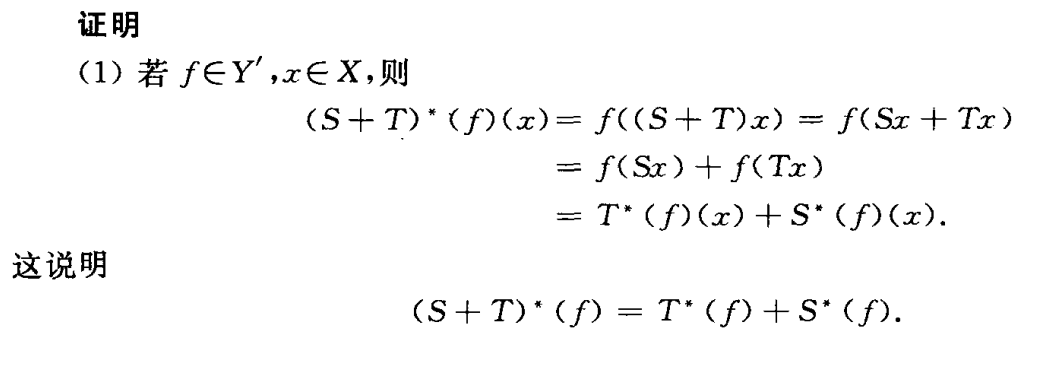 证明
(1) 若 f∈Y′,x∈X,则
(S+T)*(f)(x)= f((S+T)x) = f(Sx+Tx)
= f(Sx)+f(Tx)
= T*(f)(x)+S*(f)(x).
这说明
(S+T)*(f) = T*(f)+S*(f).